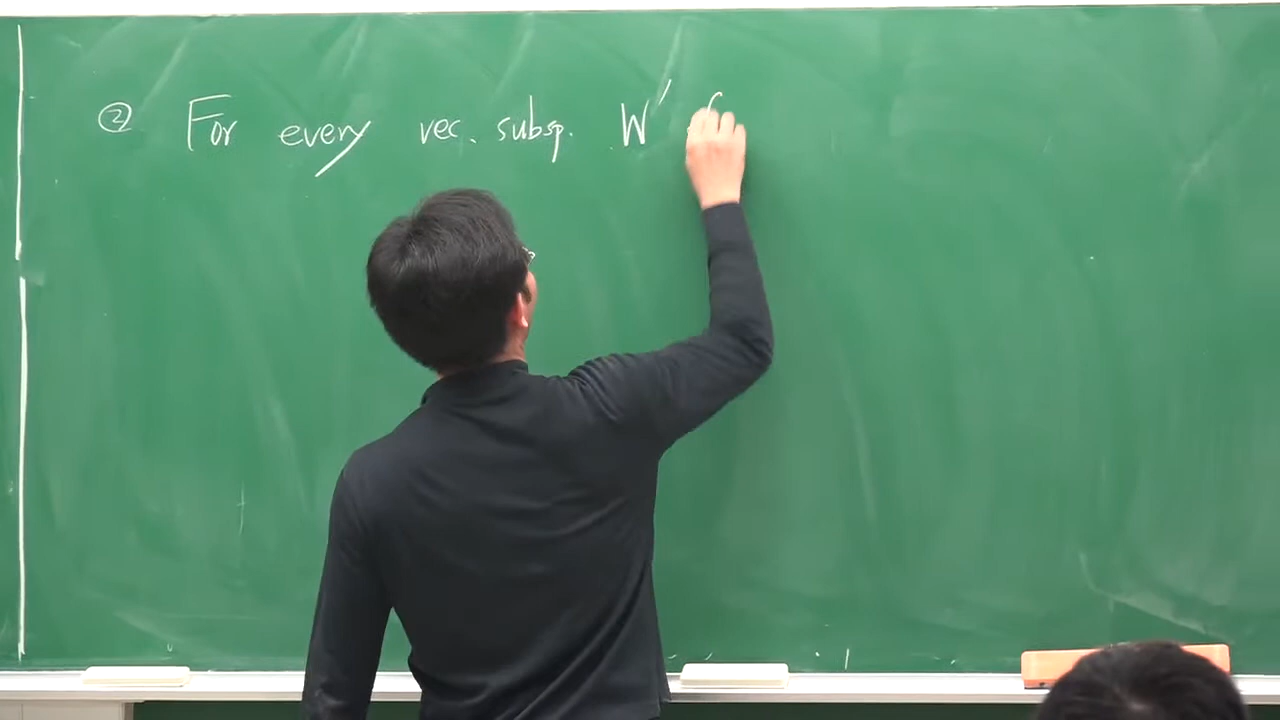 ② For every vec. subsp. W'